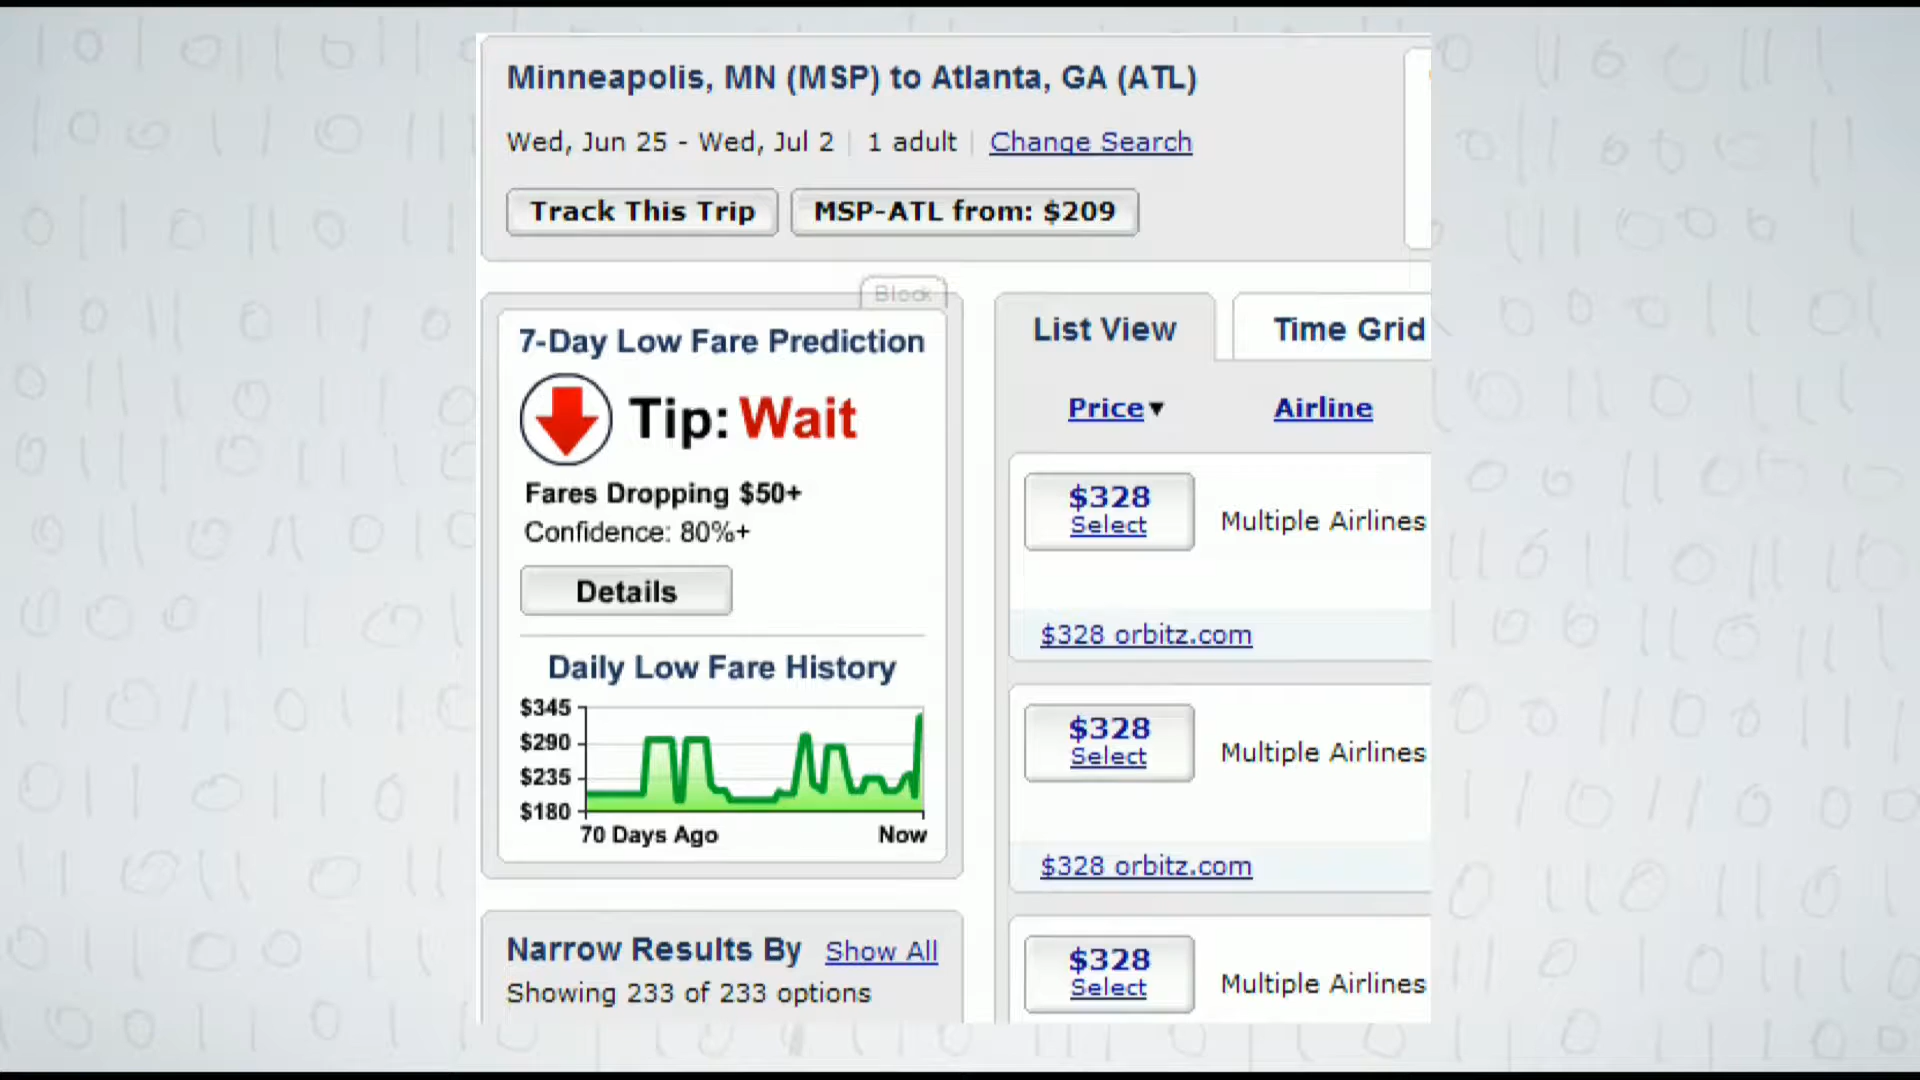 Minneapolis, MN (MSP) to Atlanta, GA (ATL)
Wed, Jun 25 - Wed, Jul 2 | 1 adult | Change Search
Track This Trip
MSP-ATL from: $209
Block
7-Day Low Fare Prediction
Tip: Wait
Fares Dropping $50+
Confidence: 80%+
Details
Daily Low Fare History
$345
$290
$235
$180
70 Days Ago
Now
Narrow Results By Show All
Showing 233 of 233 options
List View
Time Grid
Price▼
Airline
$328
Select
Multiple Airlines
$328 orbitz.com
$328
Select
Multiple Airlines
$328 orbitz.com
$328
Select
Multiple Airlines